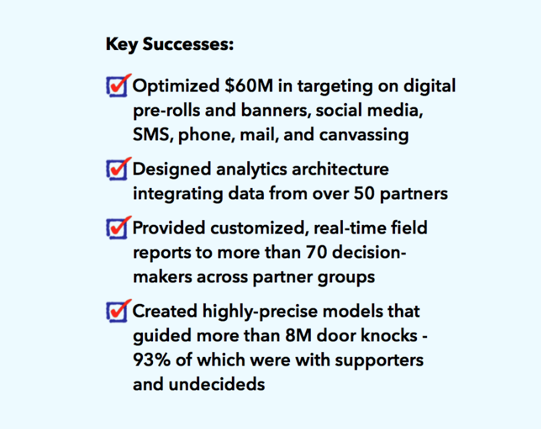 Key Successes:
Optimized $60M in targeting on digital
pre-rolls and banners, social media,
SMS, phone, mail, and canvassing
Designed analytics architecture
integrating data from over 50 partners
Provided customized, real-time field
reports to more than 70 decision-
makers across partner groups
Created highly-precise models that
guided more than 8M door knocks -
93% of which were with supporters
and undecideds